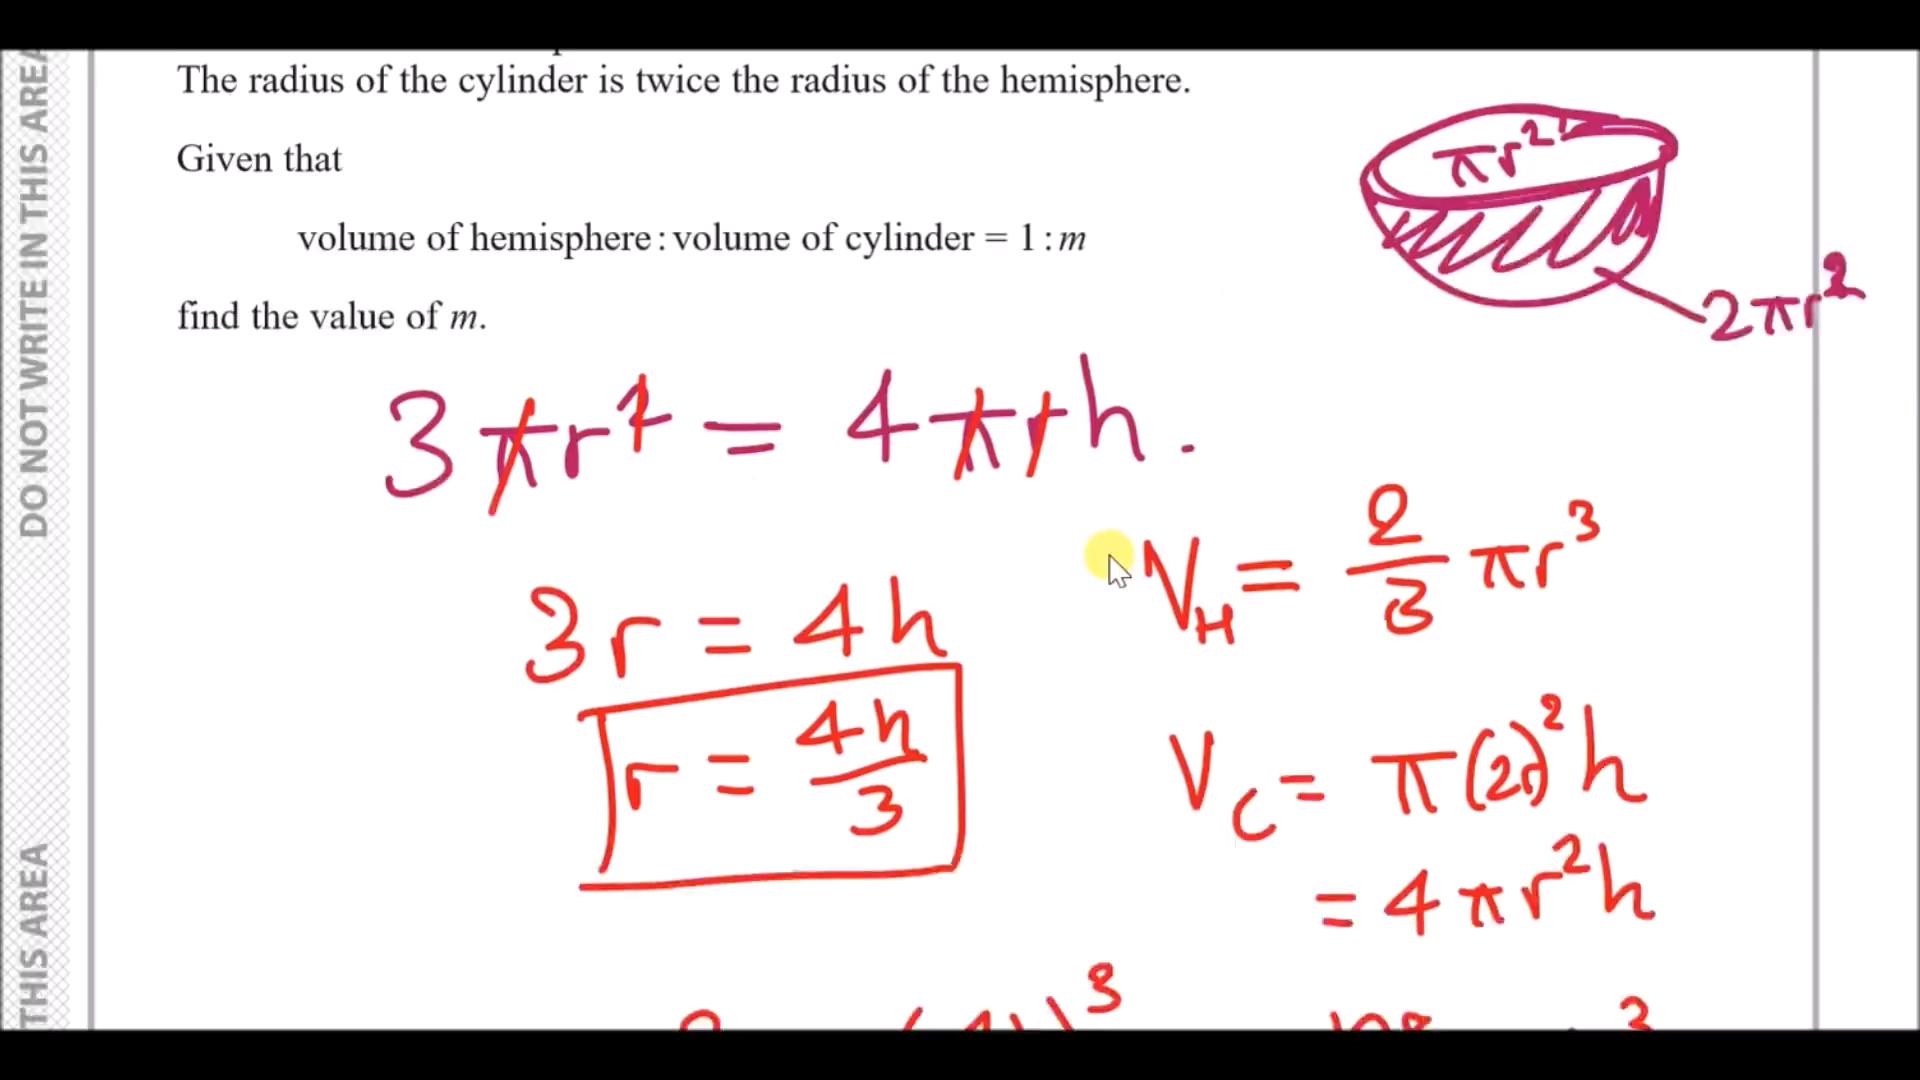 The radius of the cylinder is twice the radius of the hemisphere.
Given that
volume of hemisphere : volume of cylinder = 1 : m
find the value of m.
πr²
2πr²
3πr² = 4πrh.
3r = 4h
r = 4h/3
V_H = 2/3 πr³
V_C = π(2r)²h
= 4πr²h
DO NOT WRITE IN THIS AREA
THIS AREA